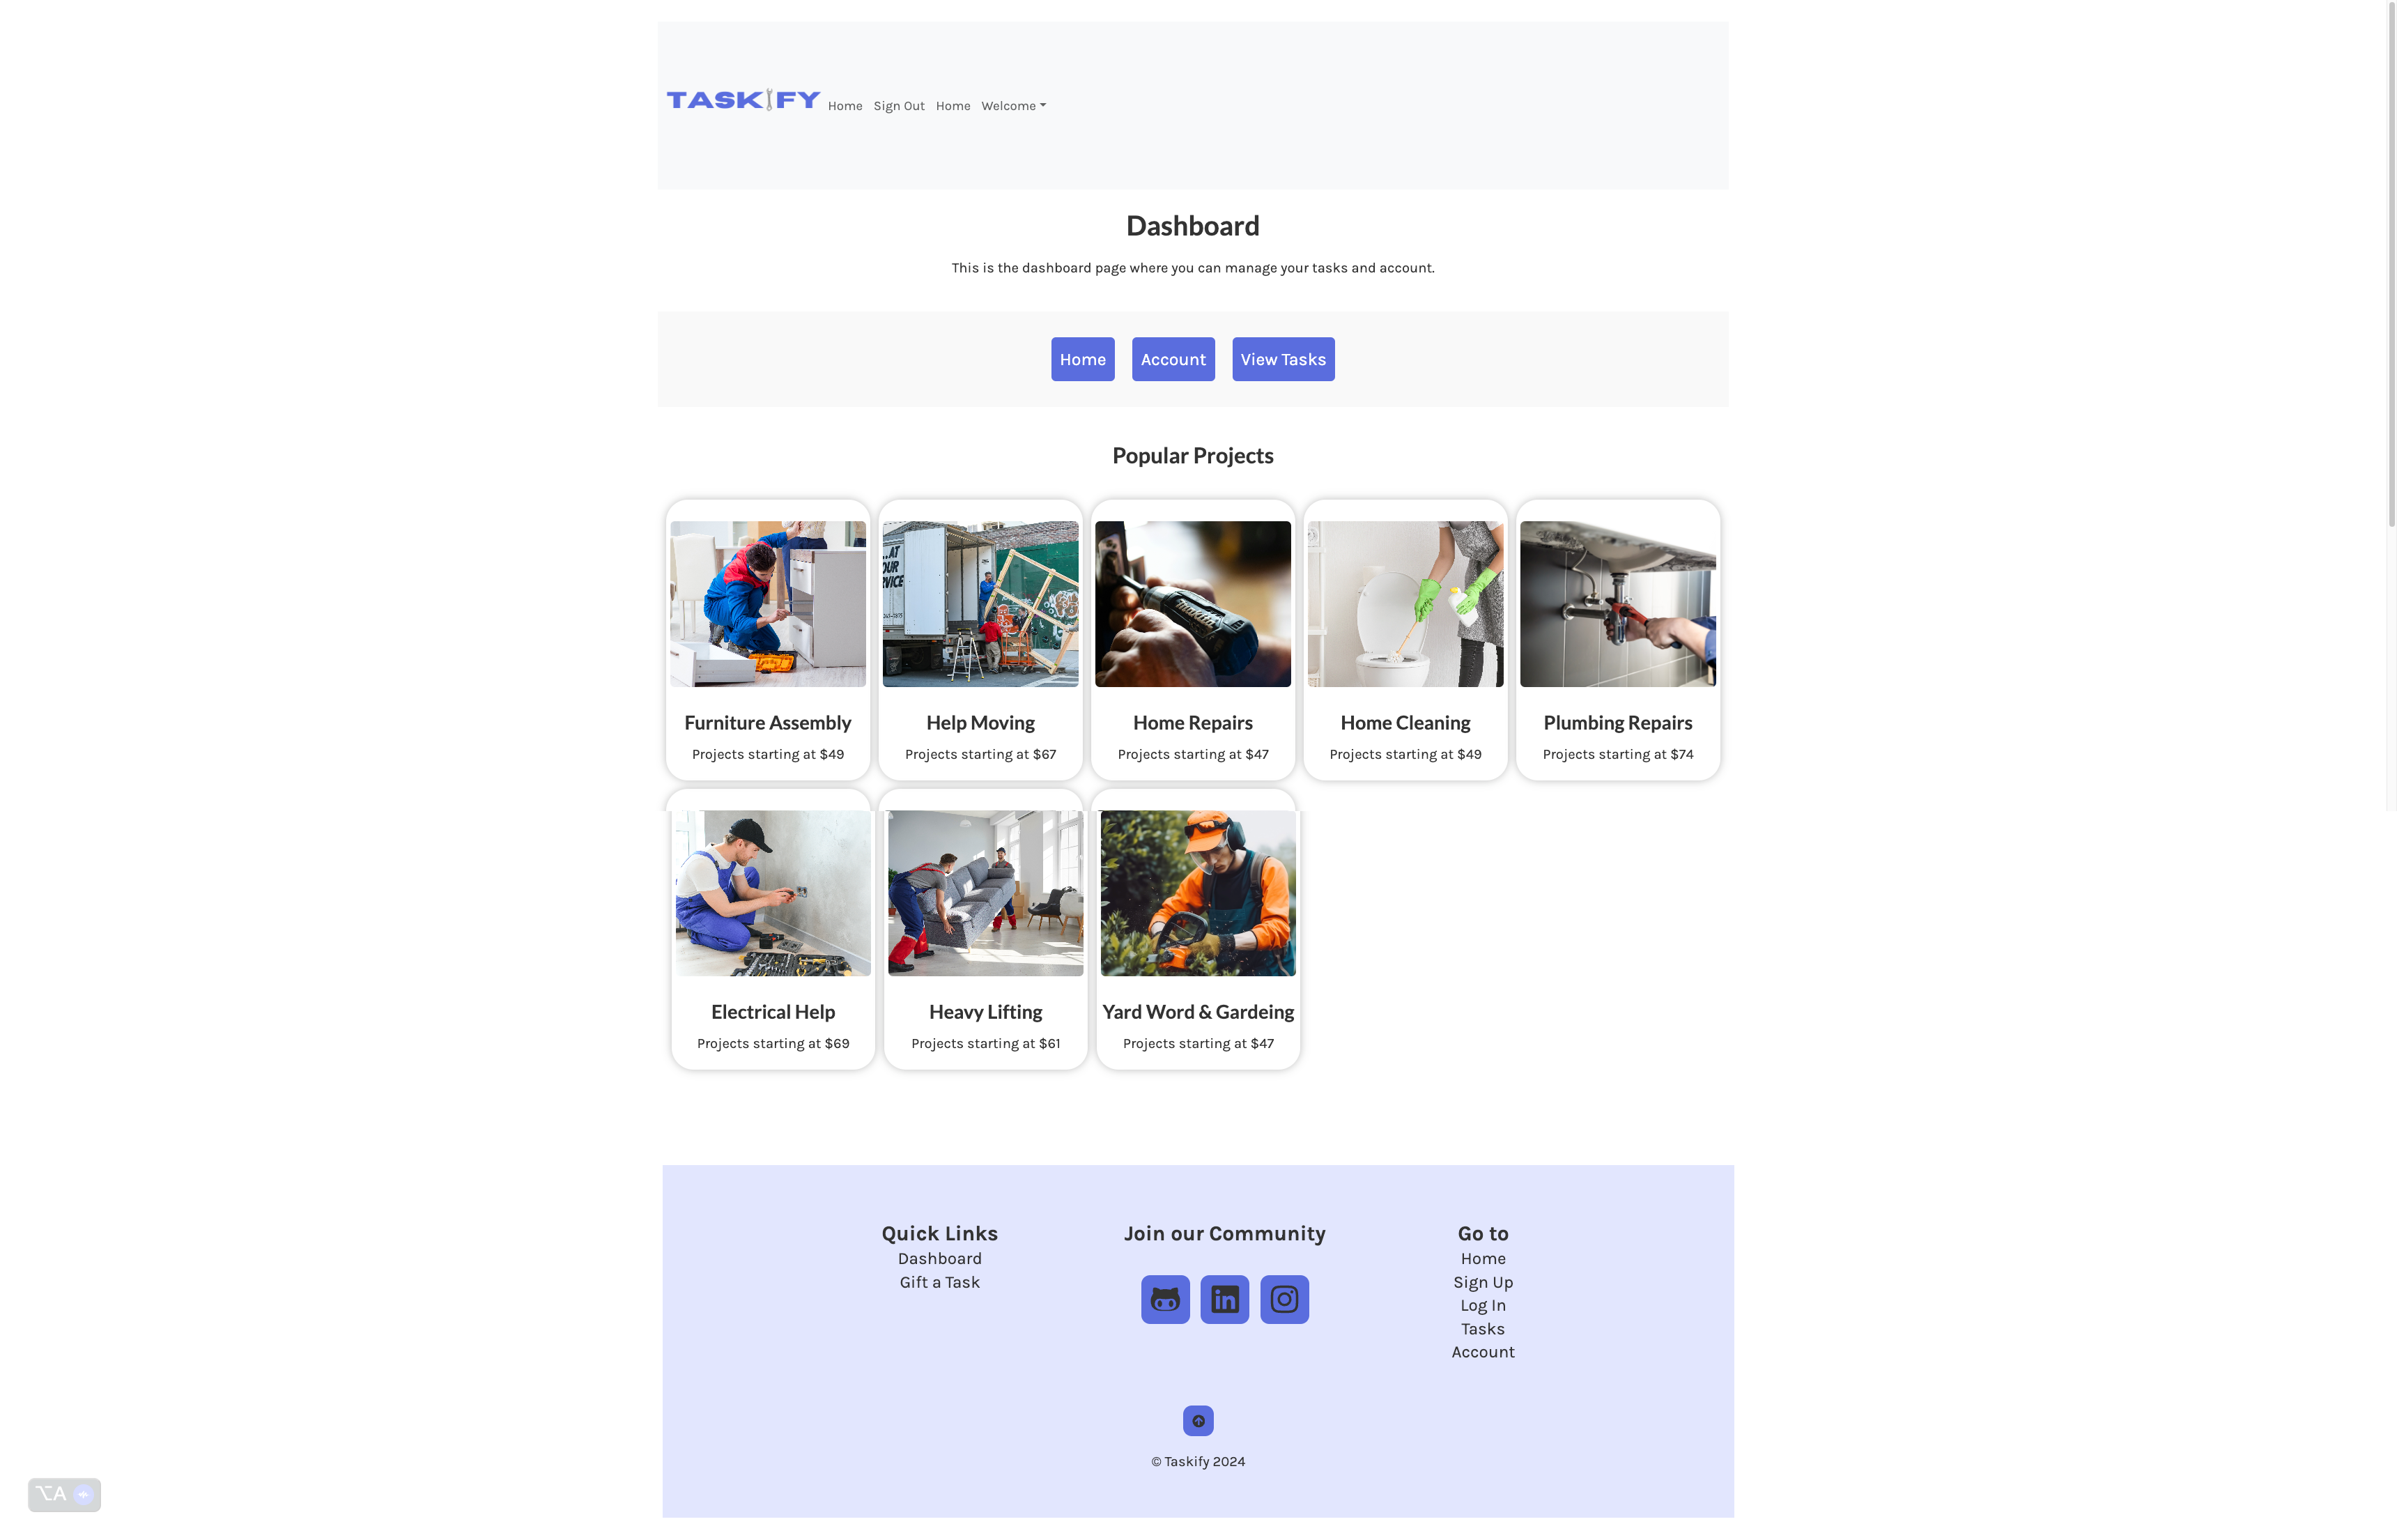 TASKIFY Home Sign Out Home Welcome
Dashboard
This is the dashboard page where you can manage your tasks and account.
Home Account View Tasks
Popular Projects
...AT
OUR
RVICE
Furniture Assembly
Projects starting at $49
Help Moving
Projects starting at $67
Home Repairs
Projects starting at $47
Home Cleaning
Projects starting at $49
Plumbing Repairs
Projects starting at $74
Electrical Help
Projects starting at $69
Heavy Lifting
Projects starting at $61
Yard Word & Gardeing
Projects starting at $47
Quick Links
Dashboard
Gift a Task
Join our Community
in
Go to
Home
Sign Up
Log In
Tasks
Account
© Taskify 2024
⌥A